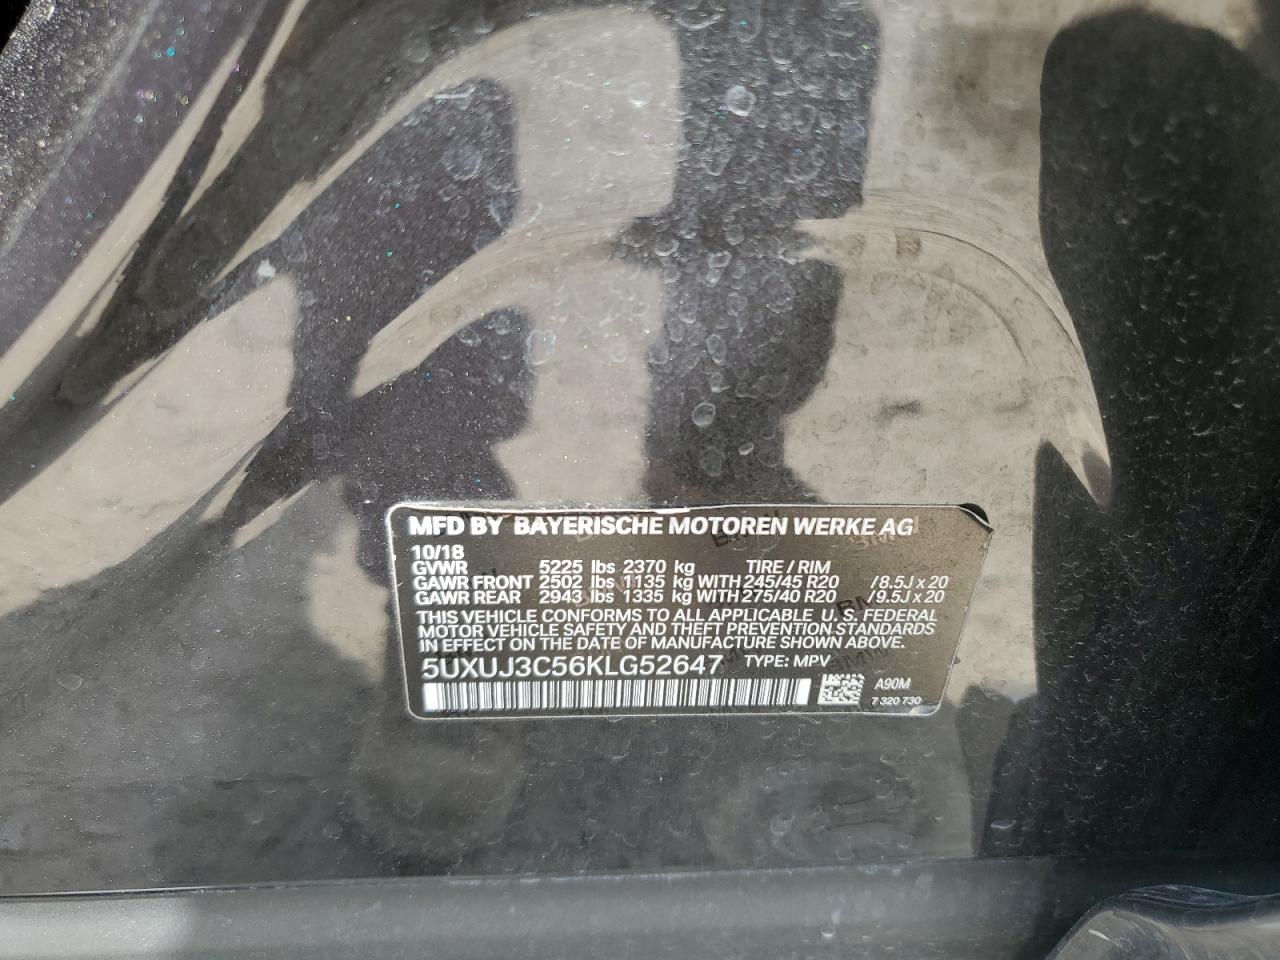 MFD BY BAYERISCHE MOTOREN WERKE AG
10/18
GVWR 5225 lbs 2370 kg TIRE / RIM
GAWR FRONT 2502 lbs 1135 kg WITH 245/45 R20 / 8.5J x 20
GAWR REAR 2943 lbs 1335 kg WITH 275/40 R20 / 9.5J x 20
THIS VEHICLE CONFORMS TO ALL APPLICABLE U. S. FEDERAL
MOTOR VEHICLE SAFETY AND THEFT PREVENTION STANDARDS
IN EFFECT ON THE DATE OF MANUFACTURE SHOWN ABOVE.
5UXUJ3C56KLG52647 TYPE: MPV
A90M
7 320 730